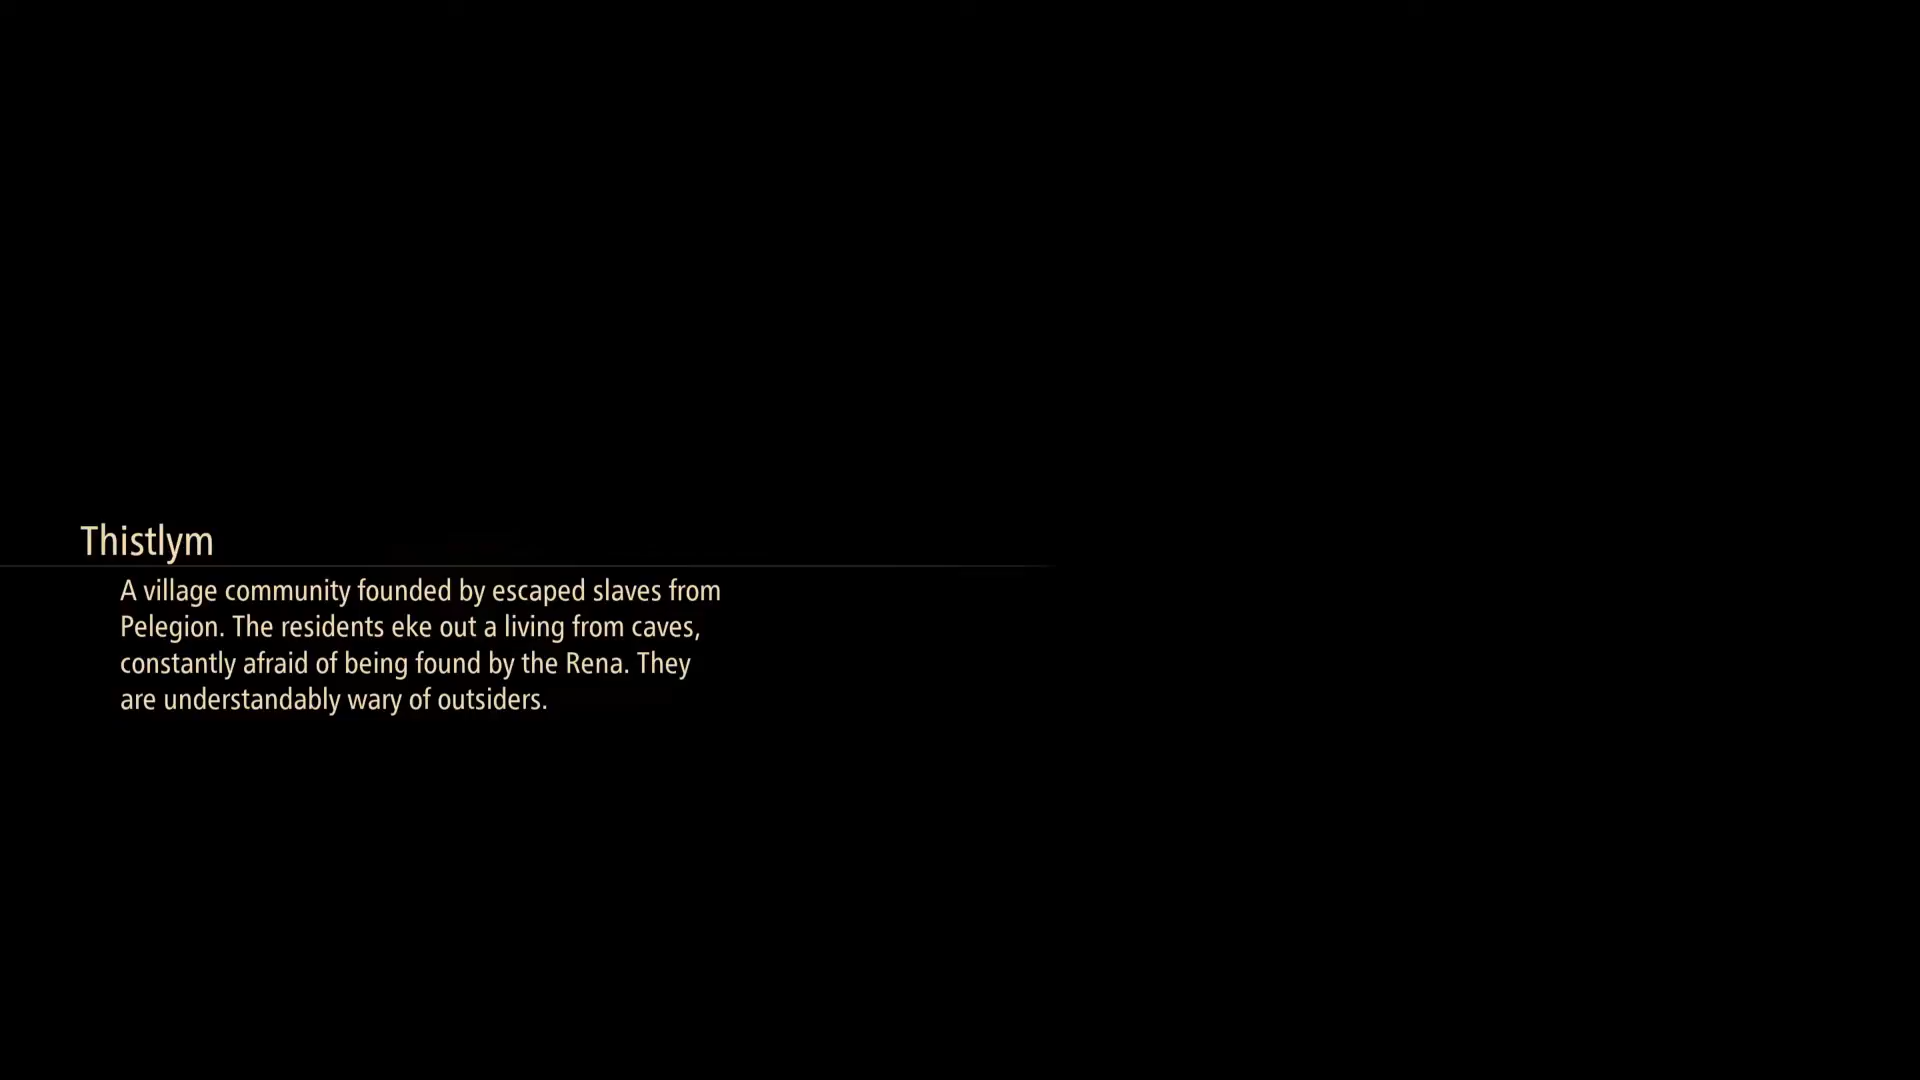 Thistlym
A village community founded by escaped slaves from
Pelegion. The residents eke out a living from caves,
constantly afraid of being found by the Rena. They
are understandably wary of outsiders.